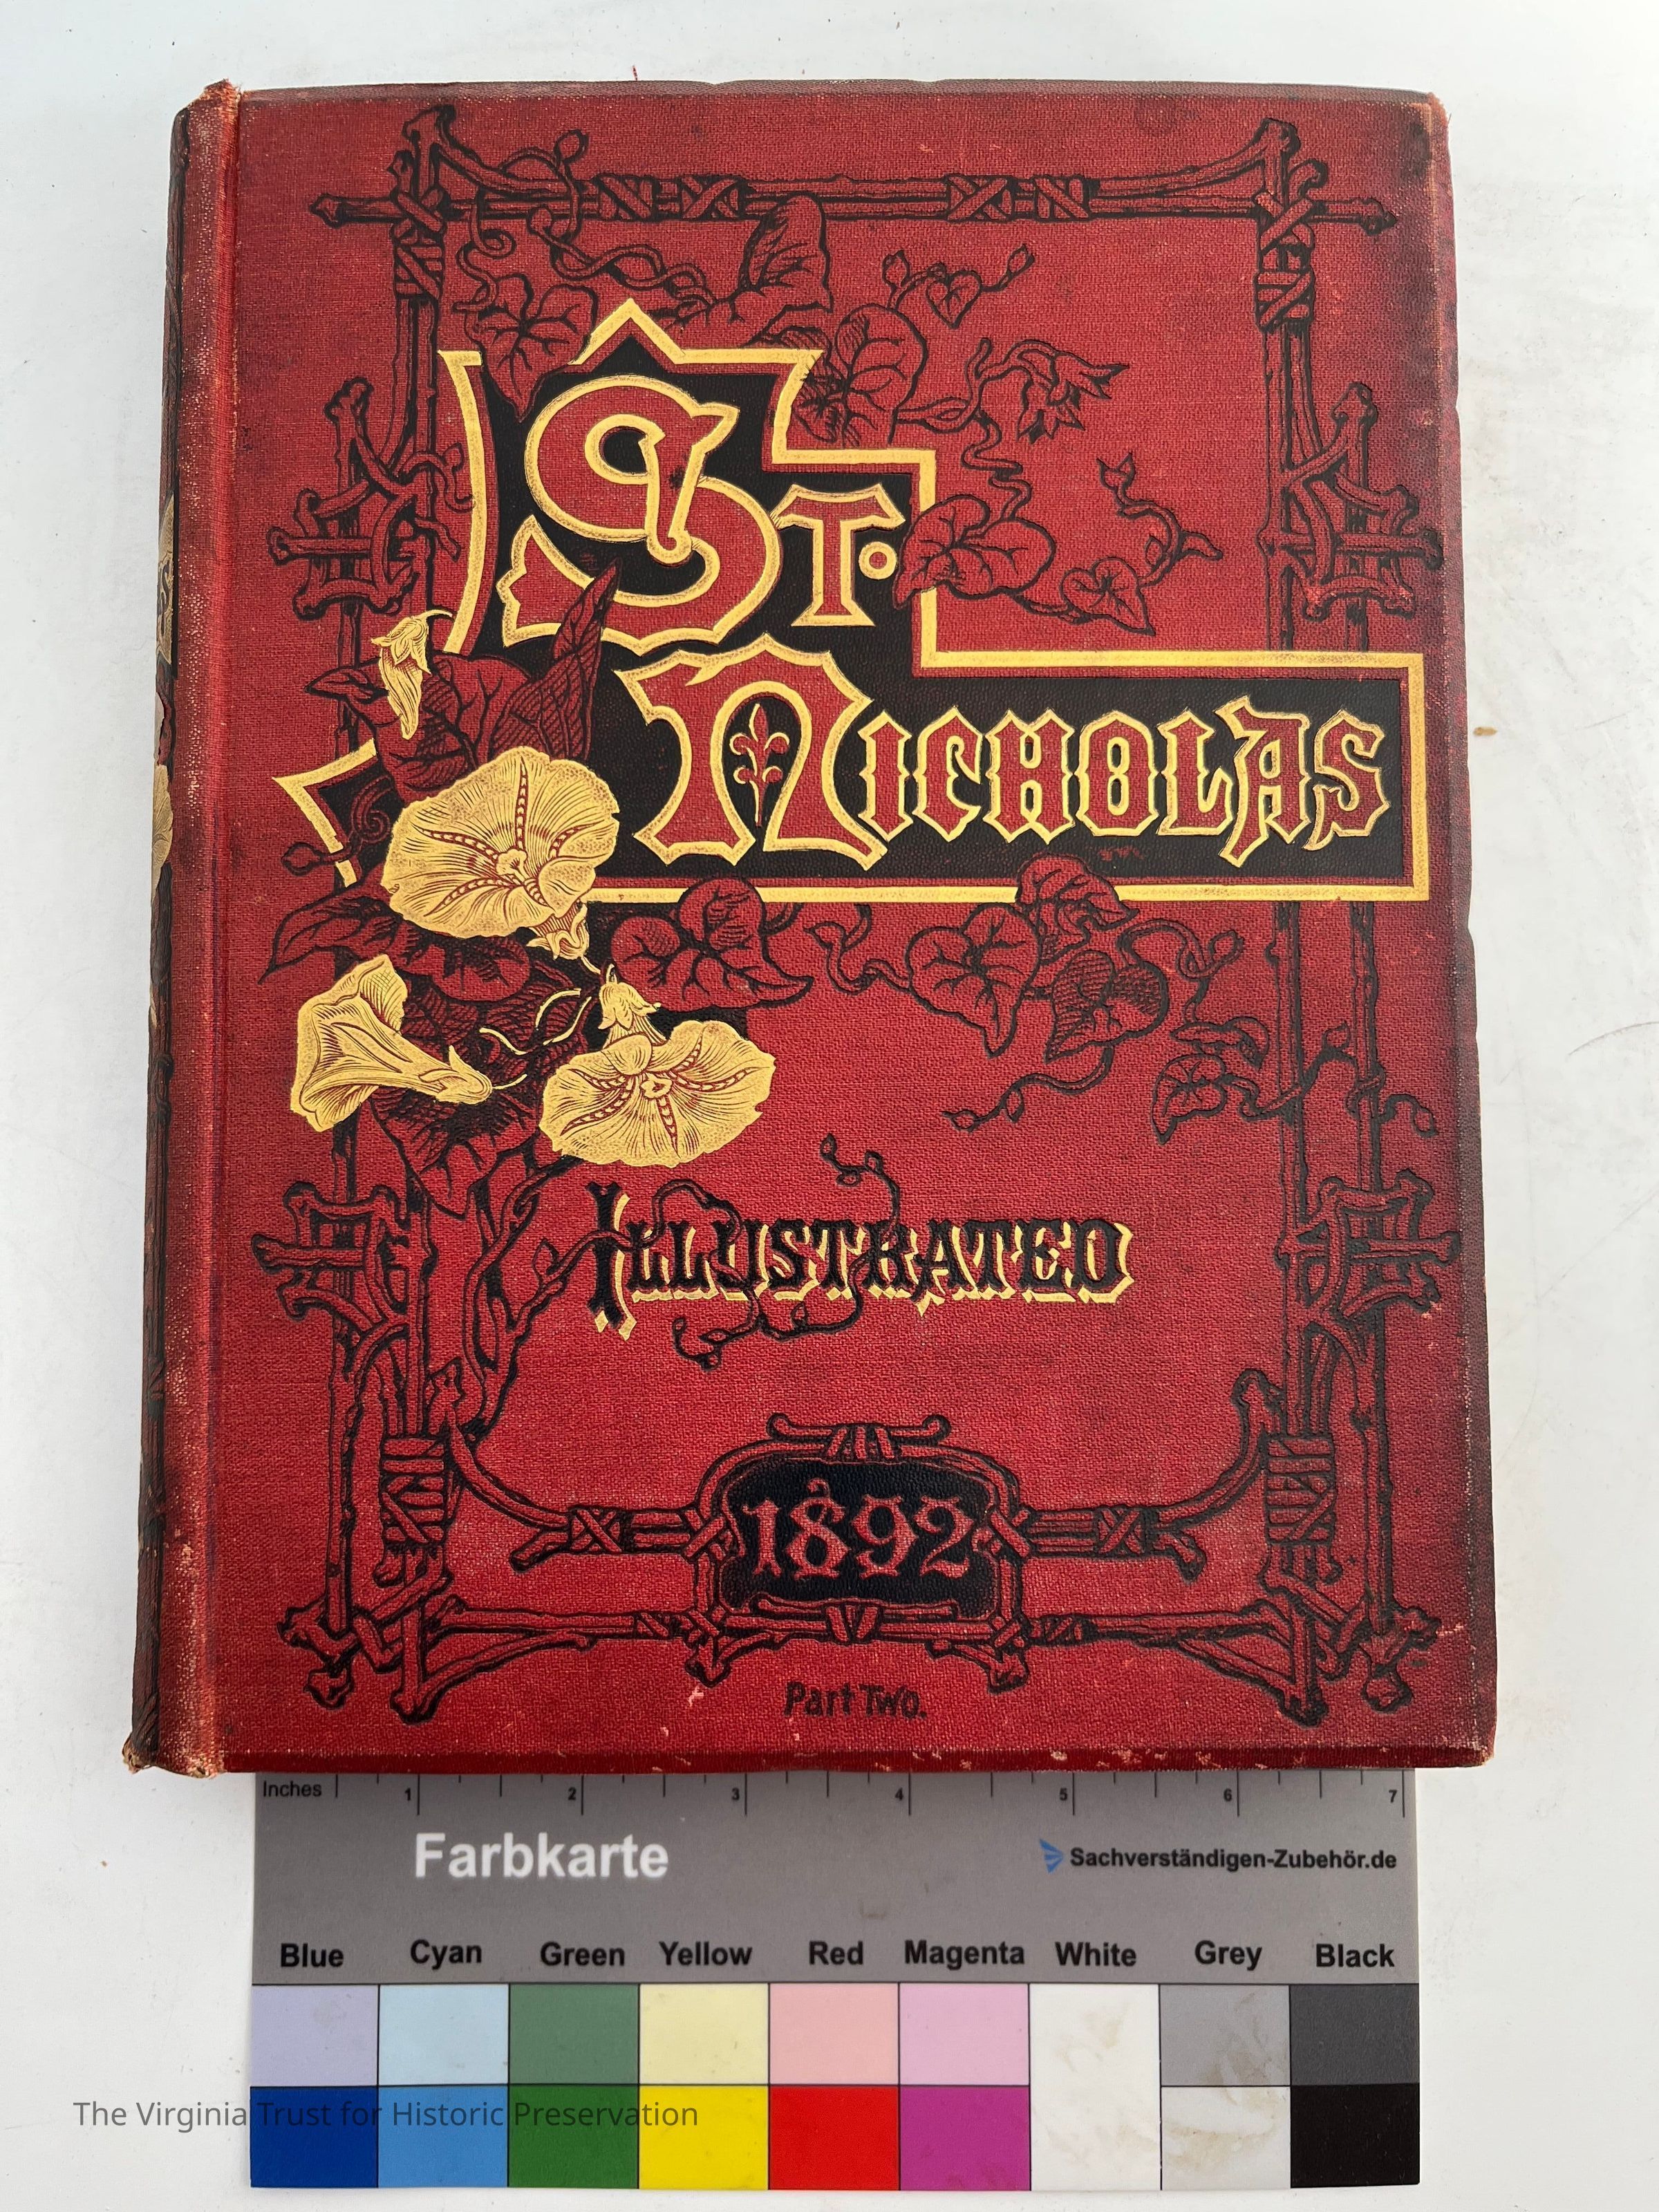 St.
Nicholas
Illustrated
1892
Part Two.
Inches 1 2 3 4 5 6 7
Farbkarte
Sachverständigen-Zubehör.de
Blue Cyan Green Yellow Red Magenta White Grey Black
The Virginia Trust for Historic Preservation